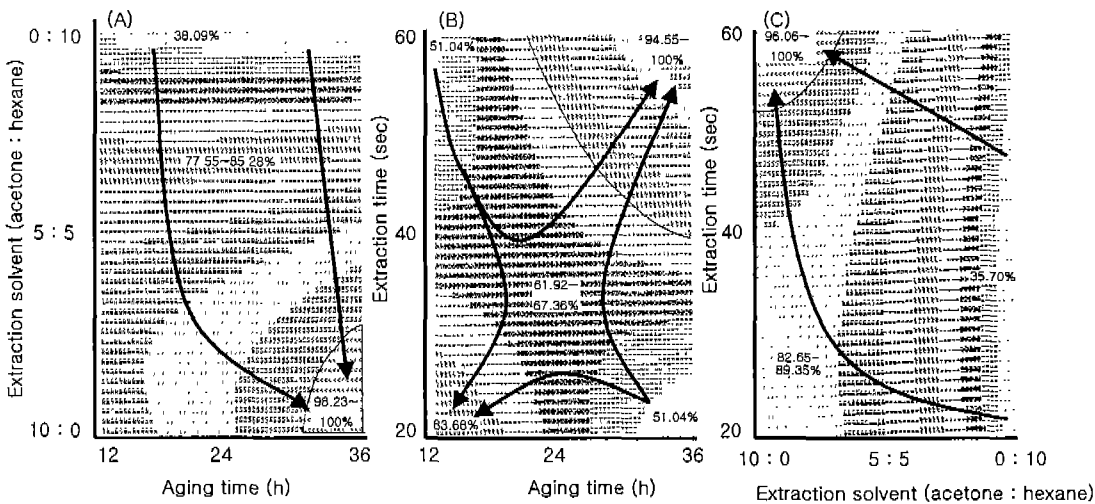 (A)
0 : 10
38.09%
77.55~85.28%
5 : 5
98.23~
100%
10 : 0
12
24
36
Extraction solvent (acetone : hexane)
Aging time (h)
(B)
60
51.04%
94.55~
100%
40
61.92~
67.36%
83.68%
51.04%
20
12
24
36
Extraction time (sec)
Aging time (h)
(C)
60
96.06~
100%
40
35.70%
82.65~
89.35%
20
10 : 0
5 : 5
0 : 10
Extraction time (sec)
Extraction solvent (acetone : hexane)